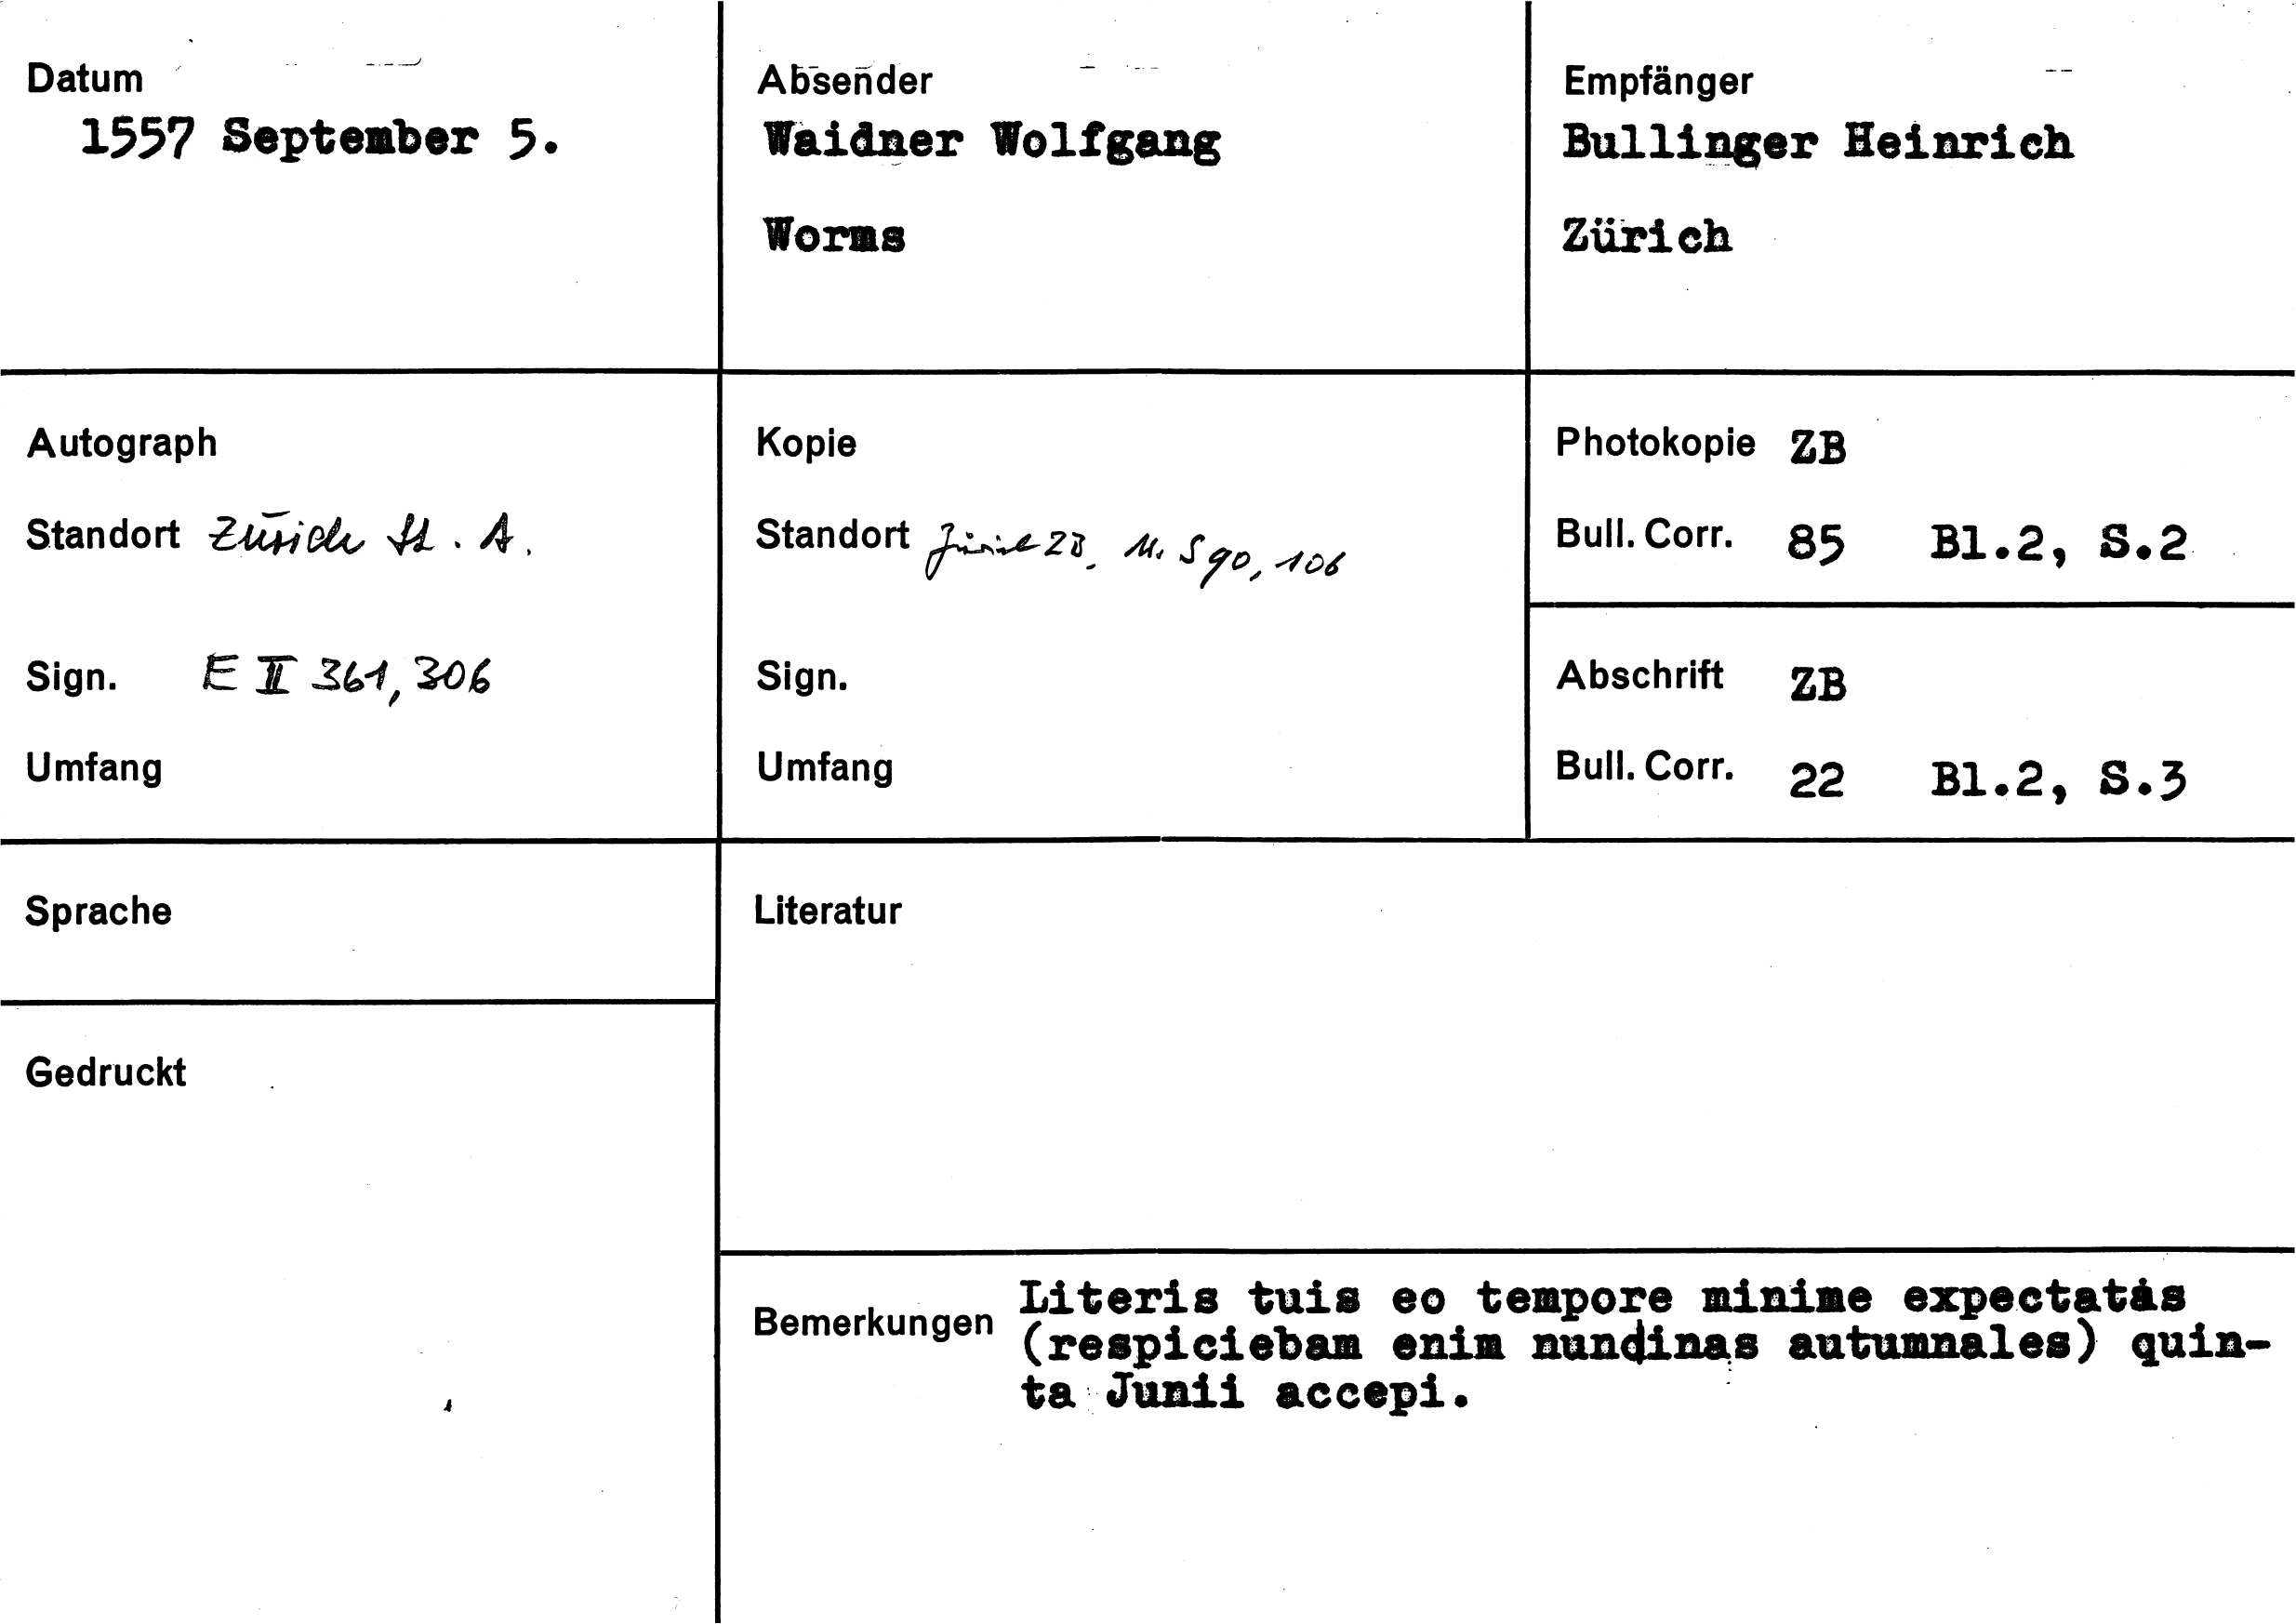 Datum
1557 September 5.
Absender
Waidner Wolfgang
Worms
Empfänger
Bullinger Heinrich
Zürich
Autograph
Standort Zürich St. A.
Sign. E II 361, 306
Umfang
Kopie
Standort Zürich ZB, Ms S 90, 106
Sign.
Umfang
Photokopie ZB
Bull. Corr. 85 Bl.2, S.2
Abschrift ZB
Bull. Corr. 22 Bl.2, S.3
Sprache
Gedruckt
Literatur
Bemerkungen
Literis tuis eo tempore minime expectatis
(respiciebam enim nundinas autumnales) quin-
ta Junii accepi.